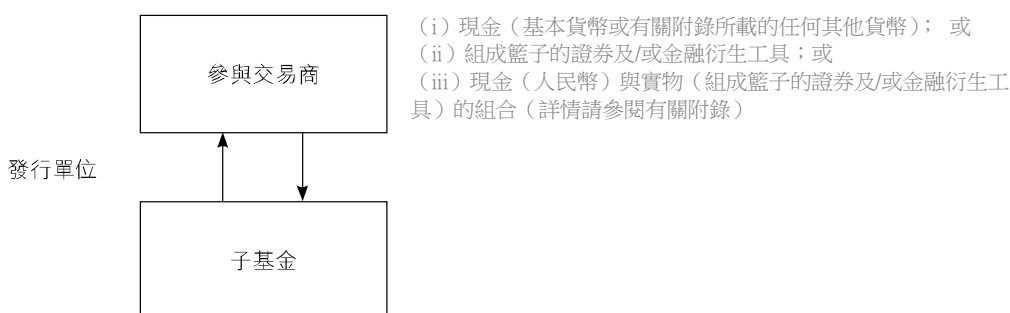 （i）現金（基本貨幣或有關附錄所載的任何其他貨幣）； 或
（ii）組成籃子的證券及/或金融衍生工具；或
（iii）現金（人民幣）與實物（組成籃子的證券及/或金融衍生工
具）的組合（詳情請參閱有關附錄）
參與交易商
發行單位
子基金